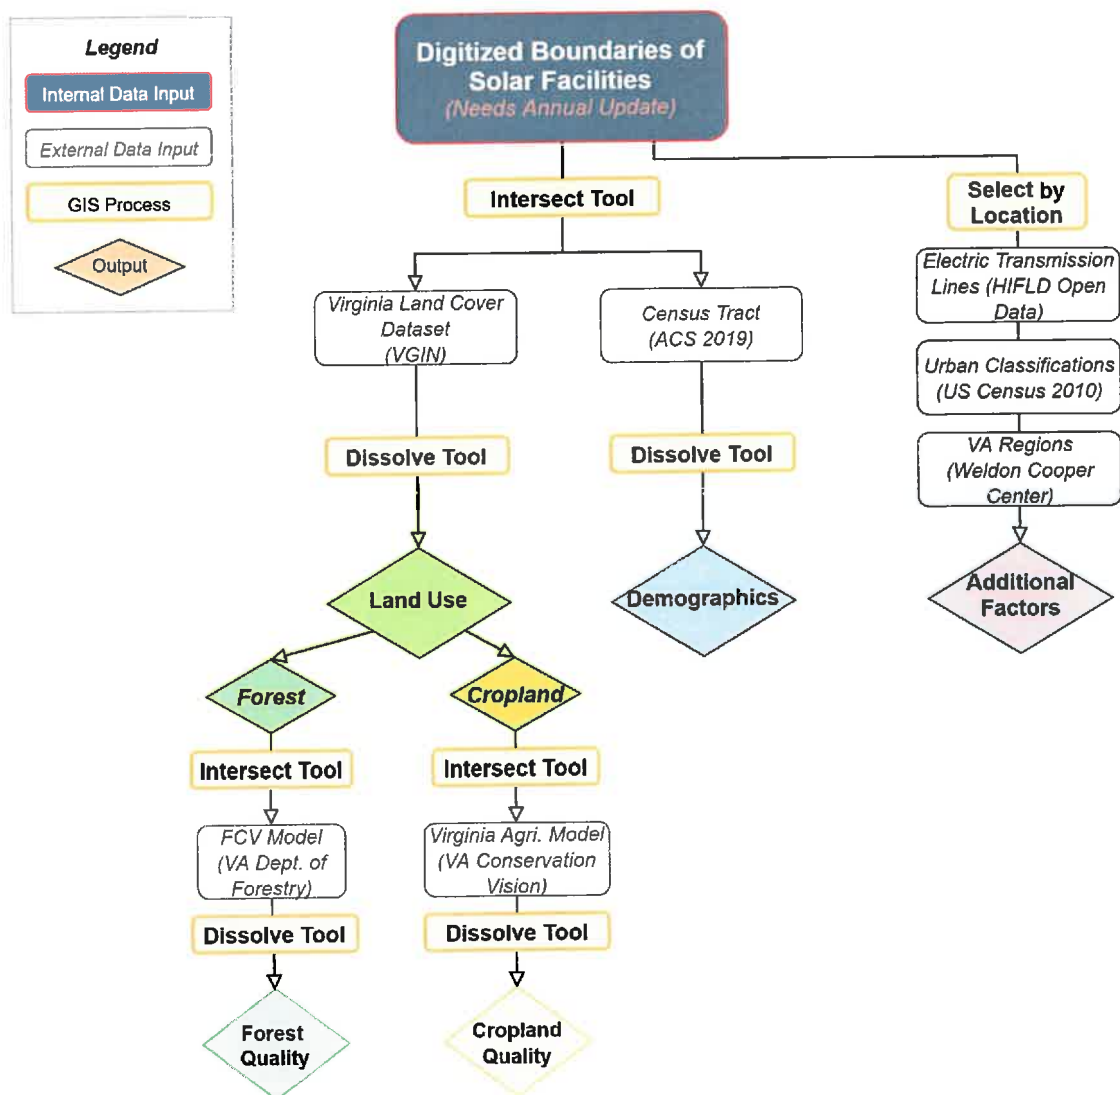 Legend
Internal Data Input
External Data Input
GIS Process
Output
Digitized Boundaries of
Solar Facilities
(Needs Annual Update)
Intersect Tool
Select by
Location
Virginia Land Cover
Dataset
(VGIN)
Census Tract
(ACS 2019)
Electric Transmission
Lines (HIFLD Open
Data)
Urban Classifications
(US Census 2010)
VA Regions
(Weldon Cooper
Center)
Dissolve Tool
Dissolve Tool
Land Use
Demographics
Additional
Factors
Forest
Cropland
Intersect Tool
Intersect Tool
FCV Model
(VA Dept. of
Forestry)
Virginia Agri. Model
(VA Conservation
Vision)
Dissolve Tool
Dissolve Tool
Forest
Quality
Cropland
Quality